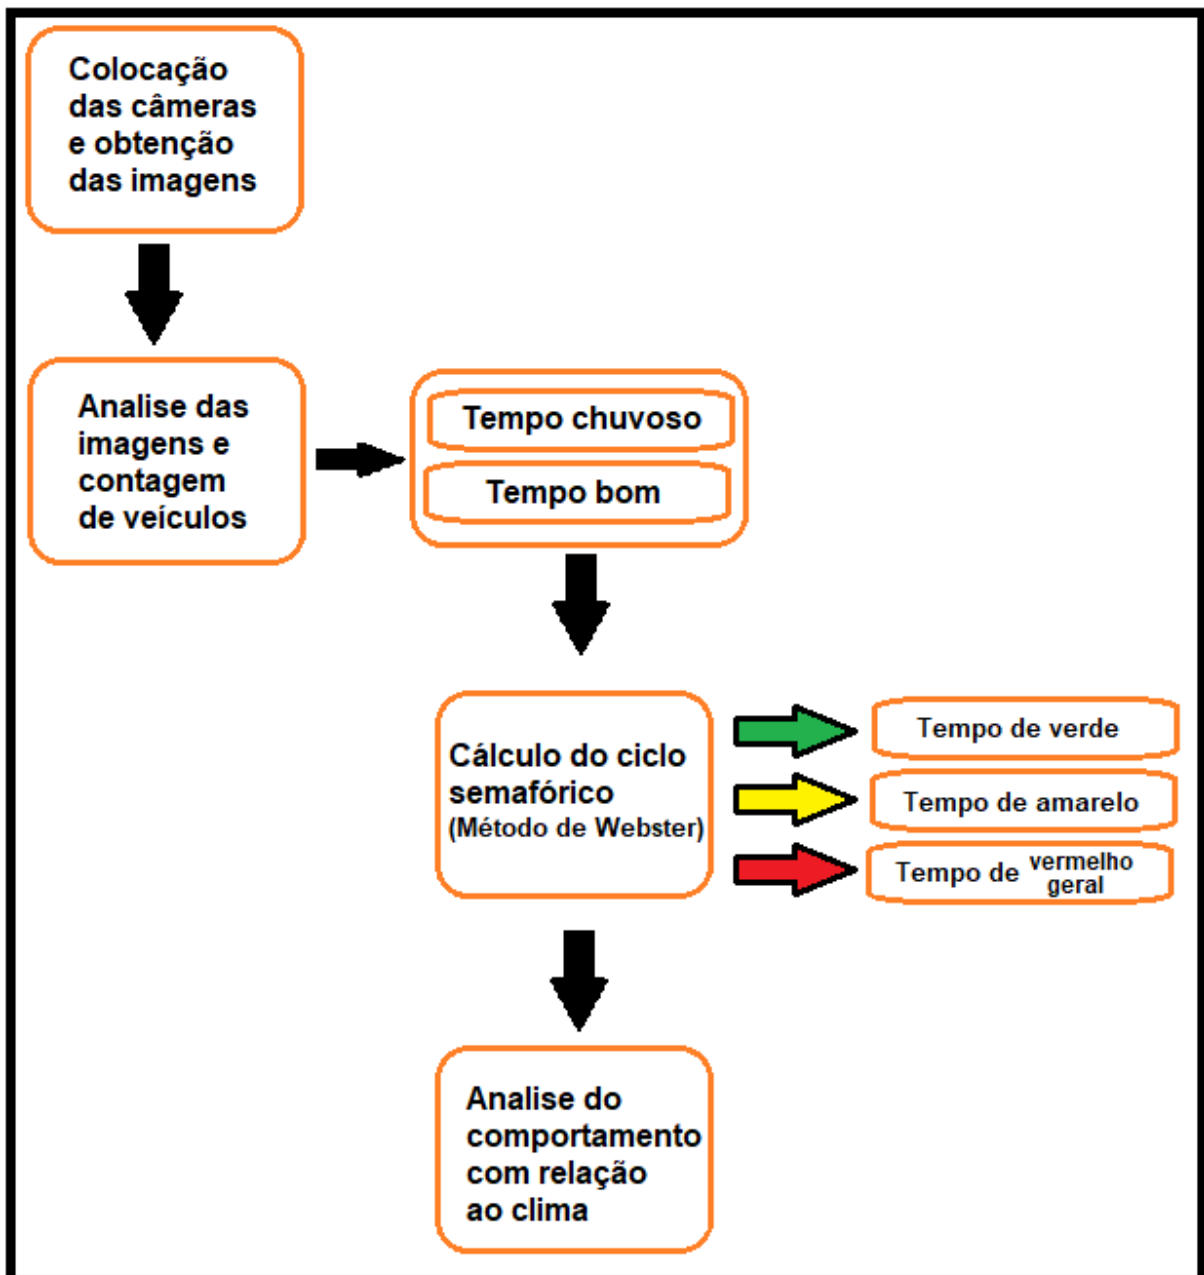 Colocação
das câmeras
e obtenção
das imagens
Analise das
imagens e
contagem
de veículos
Tempo chuvoso
Tempo bom
Cálculo do ciclo
semafórico
(Método de Webster)
Tempo de verde
Tempo de amarelo
Tempo de vermelho
geral
Analise do
comportamento
com relação
ao clima